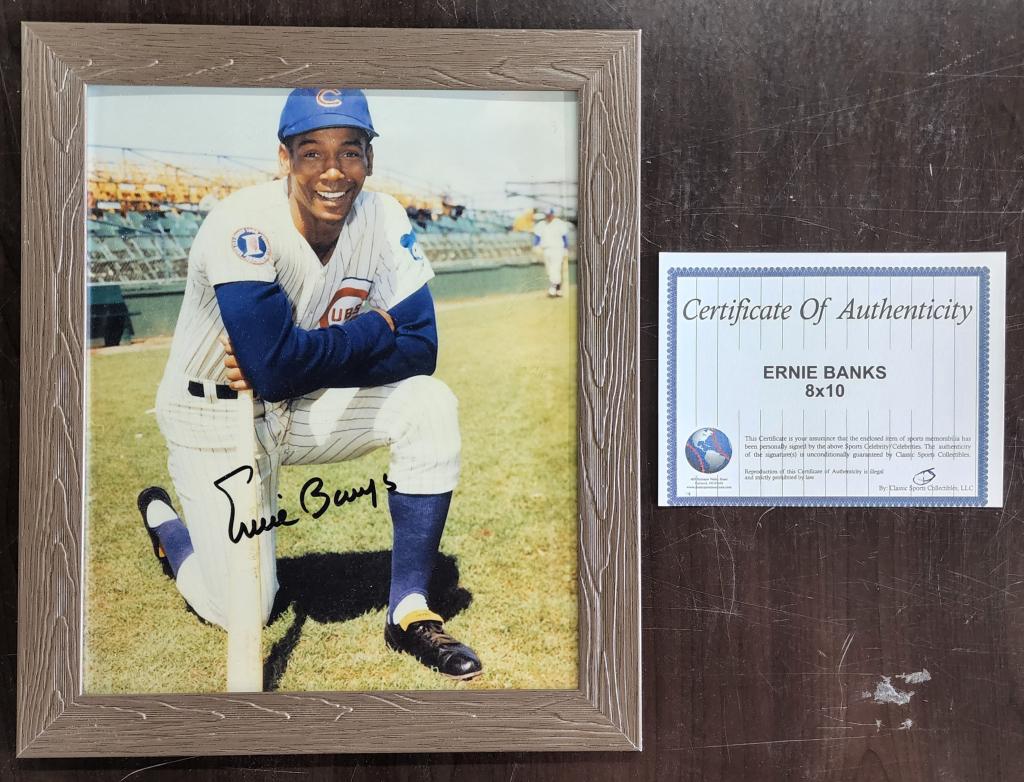 C
CUBS
Ernie Banks
Certificate Of Authenticity
ERNIE BANKS
8x10
This Certificate is your assurance that the enclosed item of sports memorabilia has
been personally signed by the above Sports Celebrity/Celebrities. The authenticity
of the signature(s) is unconditionally guaranteed by Classic Sports Collectibles.
Reproduction of this Certificate of Authenticity is illegal
and strictly prohibited by law
By: Classic Sports Collectibles, LLC